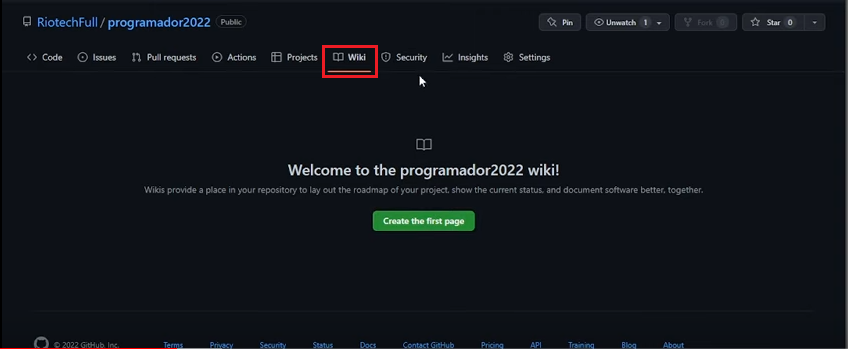 RiotechFull / programador2022 Public Pin Unwatch 1 Fork 0 Star 0
Code Issues Pull requests Actions Projects Wiki Security Insights Settings
Welcome to the programador2022 wiki!
Wikis provide a place in your repository to lay out the roadmap of your project, show the current status, and document software better, together.
Create the first page
© 2022 GitHub, Inc. Terms Privacy Security Status Docs Contact GitHub Pricing API Training Blog About